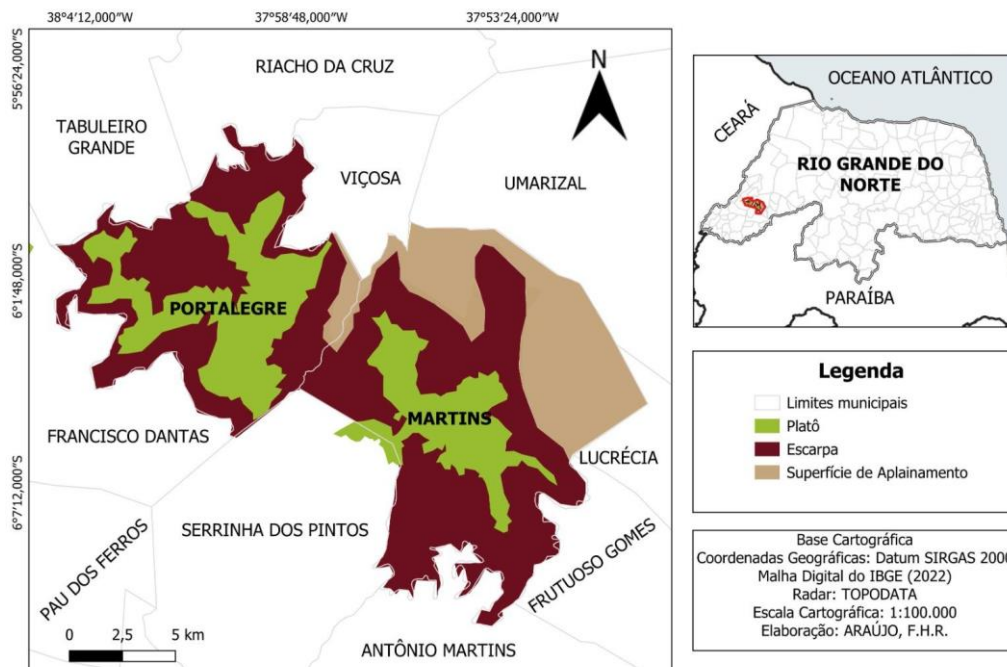 38°4'12,000"W
37°58'48,000"W
37°53'24,000"W
5°56'24,000"S
6°1'48,000"S
6°7'12,000"S
RIACHO DA CRUZ
N
TABULEIRO
GRANDE
VIÇOSA
UMARIZAL
PORTALEGRE
MARTINS
FRANCISCO DANTAS
LUCRÉCIA
SERRINHA DOS PINTOS
PAU DOS FERROS
FRUTUOSO GOMES
ANTÔNIO MARTINS
0 2,5 5 km
OCEANO ATLÂNTICO
CEARÁ
RIO GRANDE DO
NORTE
PARAÍBA
Legenda
Limites municipais
Platô
Escarpa
Superfície de Aplainamento
Base Cartográfica
Coordenadas Geográficas: Datum SIRGAS 2000
Malha Digital do IBGE (2022)
Radar: TOPODATA
Escala Cartográfica: 1:100.000
Elaboração: ARAÚJO, F.H.R.